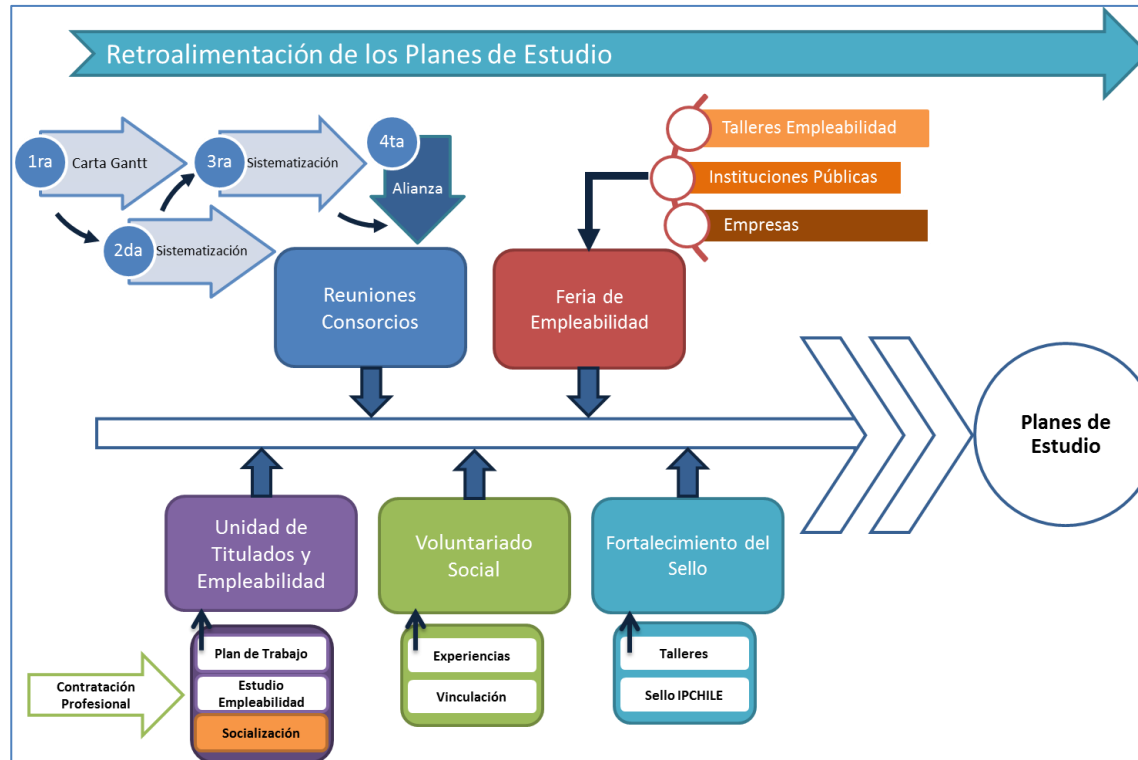 Retroalimentación de los Planes de Estudio
1ra
Carta Gantt
2da
Sistematización
3ra
Sistematización
4ta
Alianza
Talleres Empleabilidad
Instituciones Públicas
Empresas
Reuniones
Consorcios
Feria de
Empleabilidad
Planes de
Estudio
Unidad de
Titulados y
Empleabilidad
Voluntariado
Social
Fortalecimiento del
Sello
Contratación
Profesional
Plan de Trabajo
Estudio
Empleabilidad
Socialización
Experiencias
Vinculación
Talleres
Sello IPCHILE